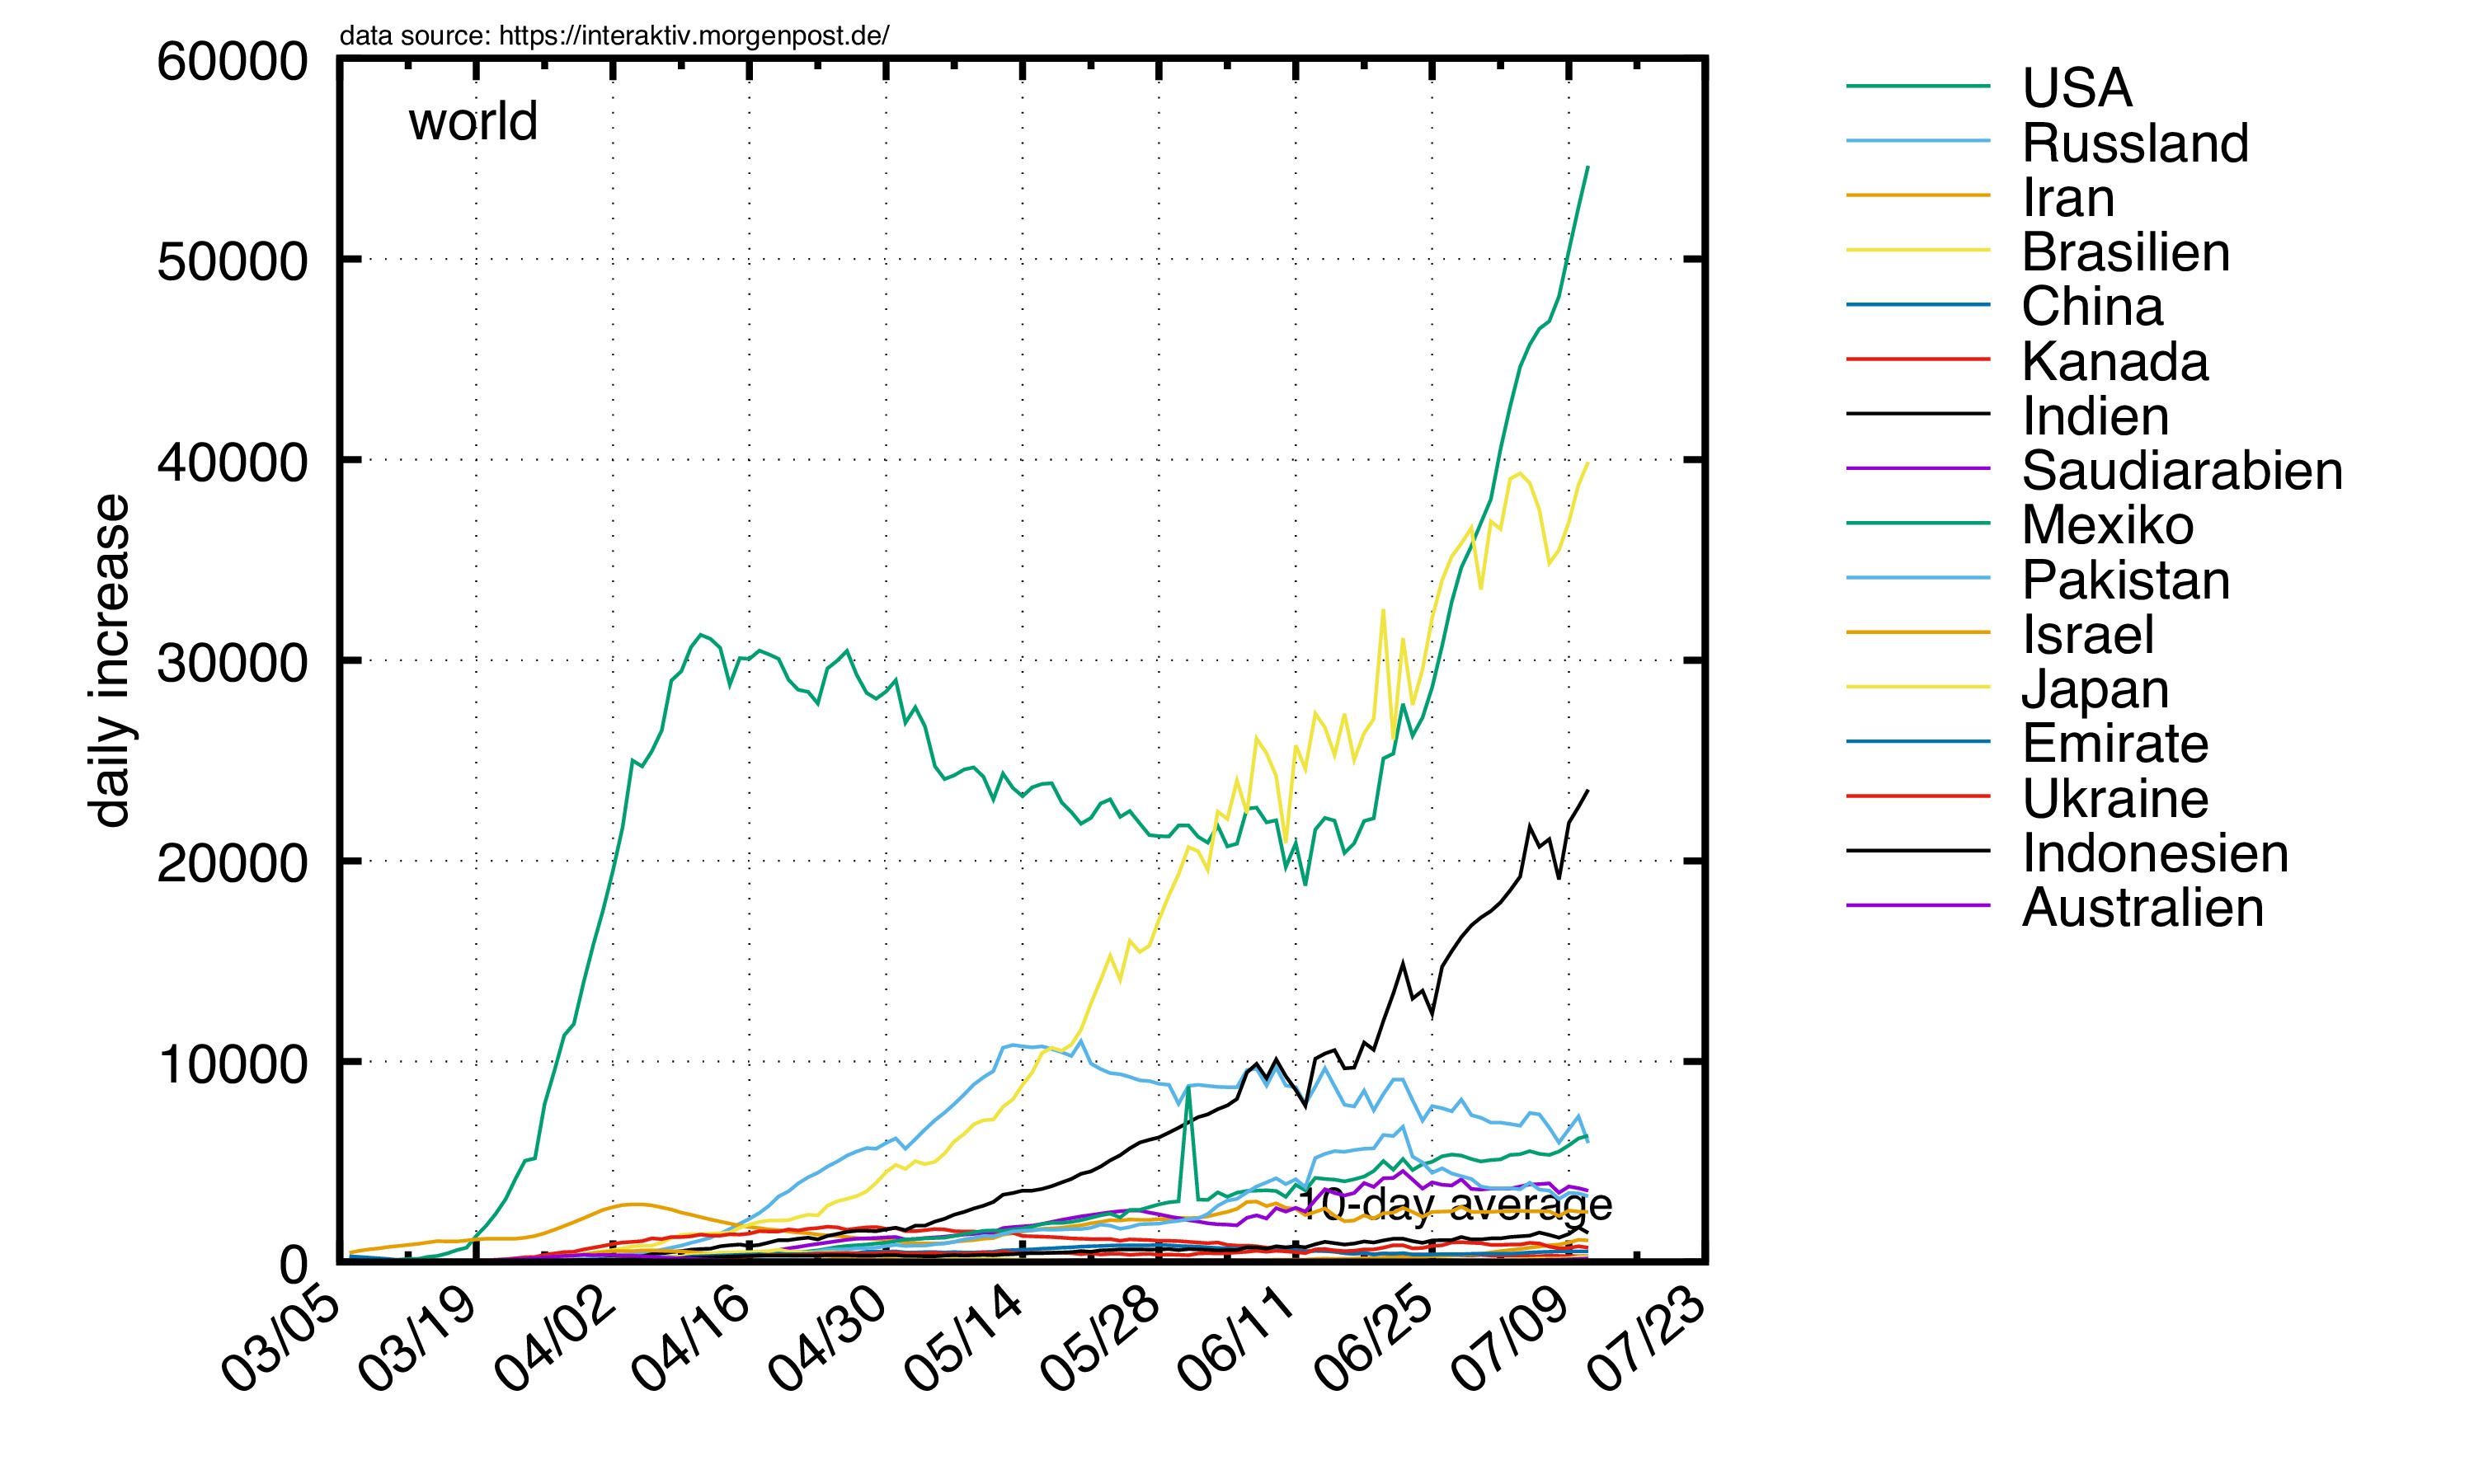 data source: https://interaktiv.morgenpost.de/
60000
50000
40000
30000
20000
10000
0
daily increase
world
10-day average
03/05
03/19
04/02
04/16
04/30
05/14
05/28
06/11
06/25
07/09
07/23
USA
Russland
Iran
Brasilien
China
Kanada
Indien
Saudiarabien
Mexiko
Pakistan
Israel
Japan
Emirate
Ukraine
Indonesien
Australien